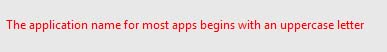 The application name for most apps begins with an uppercase letter